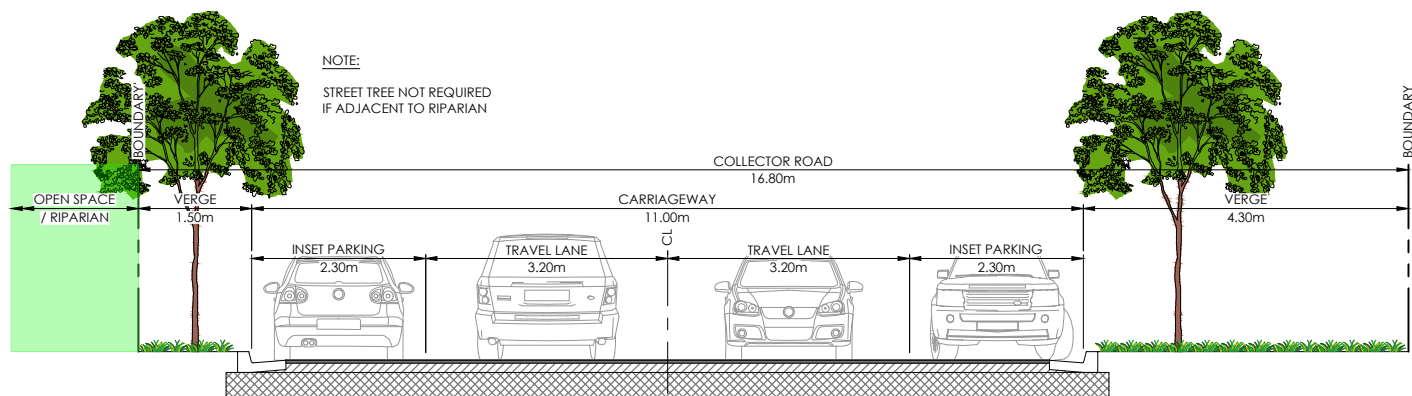 NOTE:
STREET TREE NOT REQUIRED
IF ADJACENT TO RIPARIAN
BOUNDARY
BOUNDARY
COLLECTOR ROAD
16.80m
OPEN SPACE
/ RIPARIAN
VERGE
1.50m
CARRIAGEWAY
11.00m
VERGE
4.30m
CL
INSET PARKING
2.30m
TRAVEL LANE
3.20m
TRAVEL LANE
3.20m
INSET PARKING
2.30m